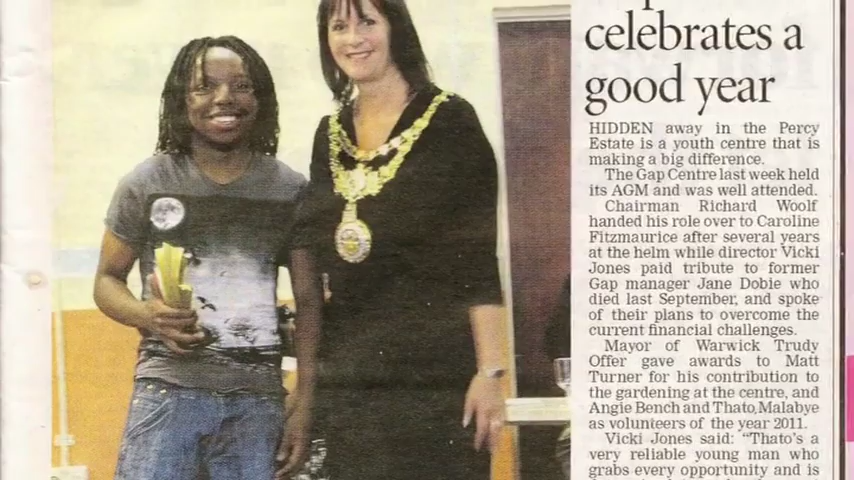 celebrates a
good year
HIDDEN away in the Percy
Estate is a youth centre that is
making a big difference.
The Gap Centre last week held
its AGM and was well attended.
Chairman Richard Woolf
handed his role over to Caroline
Fitzmaurice after several years
at the helm while director Vicki
Jones paid tribute to former
Gap manager Jane Dobie who
died last September, and spoke
of their plans to overcome the
current financial challenges.
Mayor of Warwick Trudy
Offer gave awards to Matt
Turner for his contribution to
the gardening at the centre, and
Angie Bench and Thato Malabye
as volunteers of the year 2011.
Vicki Jones said: “Thato’s a
very reliable young man who
grabs every opportunity and is